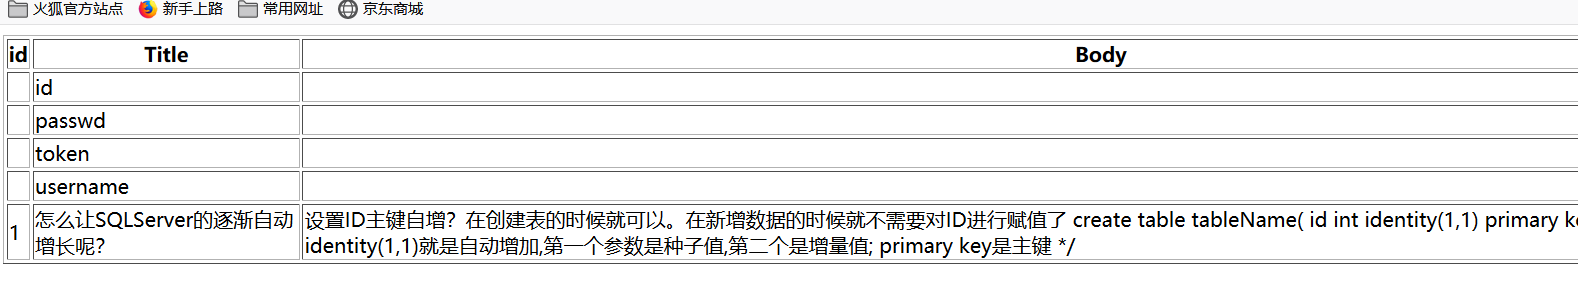 火狐官方站点 新手上路 常用网址 京东商城
id Title Body
id
passwd
token
username
1 怎么让SQLServer的逐渐自动增长呢? 设置ID主键自增？在创建表的时候就可以。在新增数据的时候就不需要对ID进行赋值了 create table tableName( id int identity(1,1) primary
identity(1,1)就是自动增加,第一个参数是种子值,第二个是增量值; primary key是主键 */